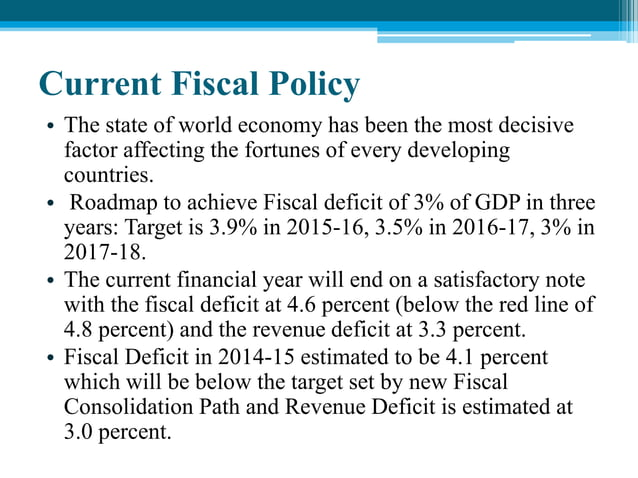 Current Fiscal Policy
• The state of world economy has been the most decisive
factor affecting the fortunes of every developing
countries.
• Roadmap to achieve Fiscal deficit of 3% of GDP in three
years: Target is 3.9% in 2015-16, 3.5% in 2016-17, 3% in
2017-18.
• The current financial year will end on a satisfactory note
with the fiscal deficit at 4.6 percent (below the red line of
4.8 percent) and the revenue deficit at 3.3 percent.
• Fiscal Deficit in 2014-15 estimated to be 4.1 percent
which will be below the target set by new Fiscal
Consolidation Path and Revenue Deficit is estimated at
3.0 percent.